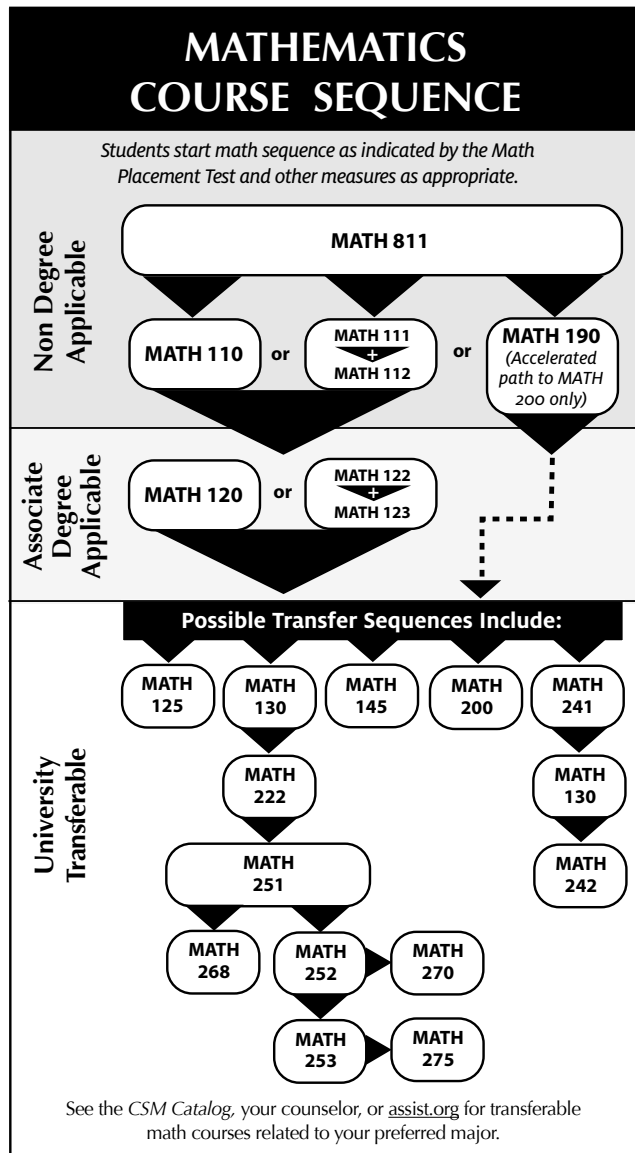 MATHEMATICS
COURSE SEQUENCE
Students start math sequence as indicated by the Math
Placement Test and other measures as appropriate.
Non Degree
Applicable
MATH 811
MATH 110
or
MATH 111
+
MATH 112
or
MATH 190
(Accelerated
path to MATH
200 only)
Associate
Degree
Applicable
MATH 120
or
MATH 122
+
MATH 123
University
Transferable
Possible Transfer Sequences Include:
MATH
125
MATH
130
MATH
145
MATH
200
MATH
241
MATH
222
MATH
130
MATH
251
MATH
242
MATH
268
MATH
252
MATH
270
MATH
253
MATH
275
See the CSM Catalog, your counselor, or assist.org for transferable
math courses related to your preferred major.